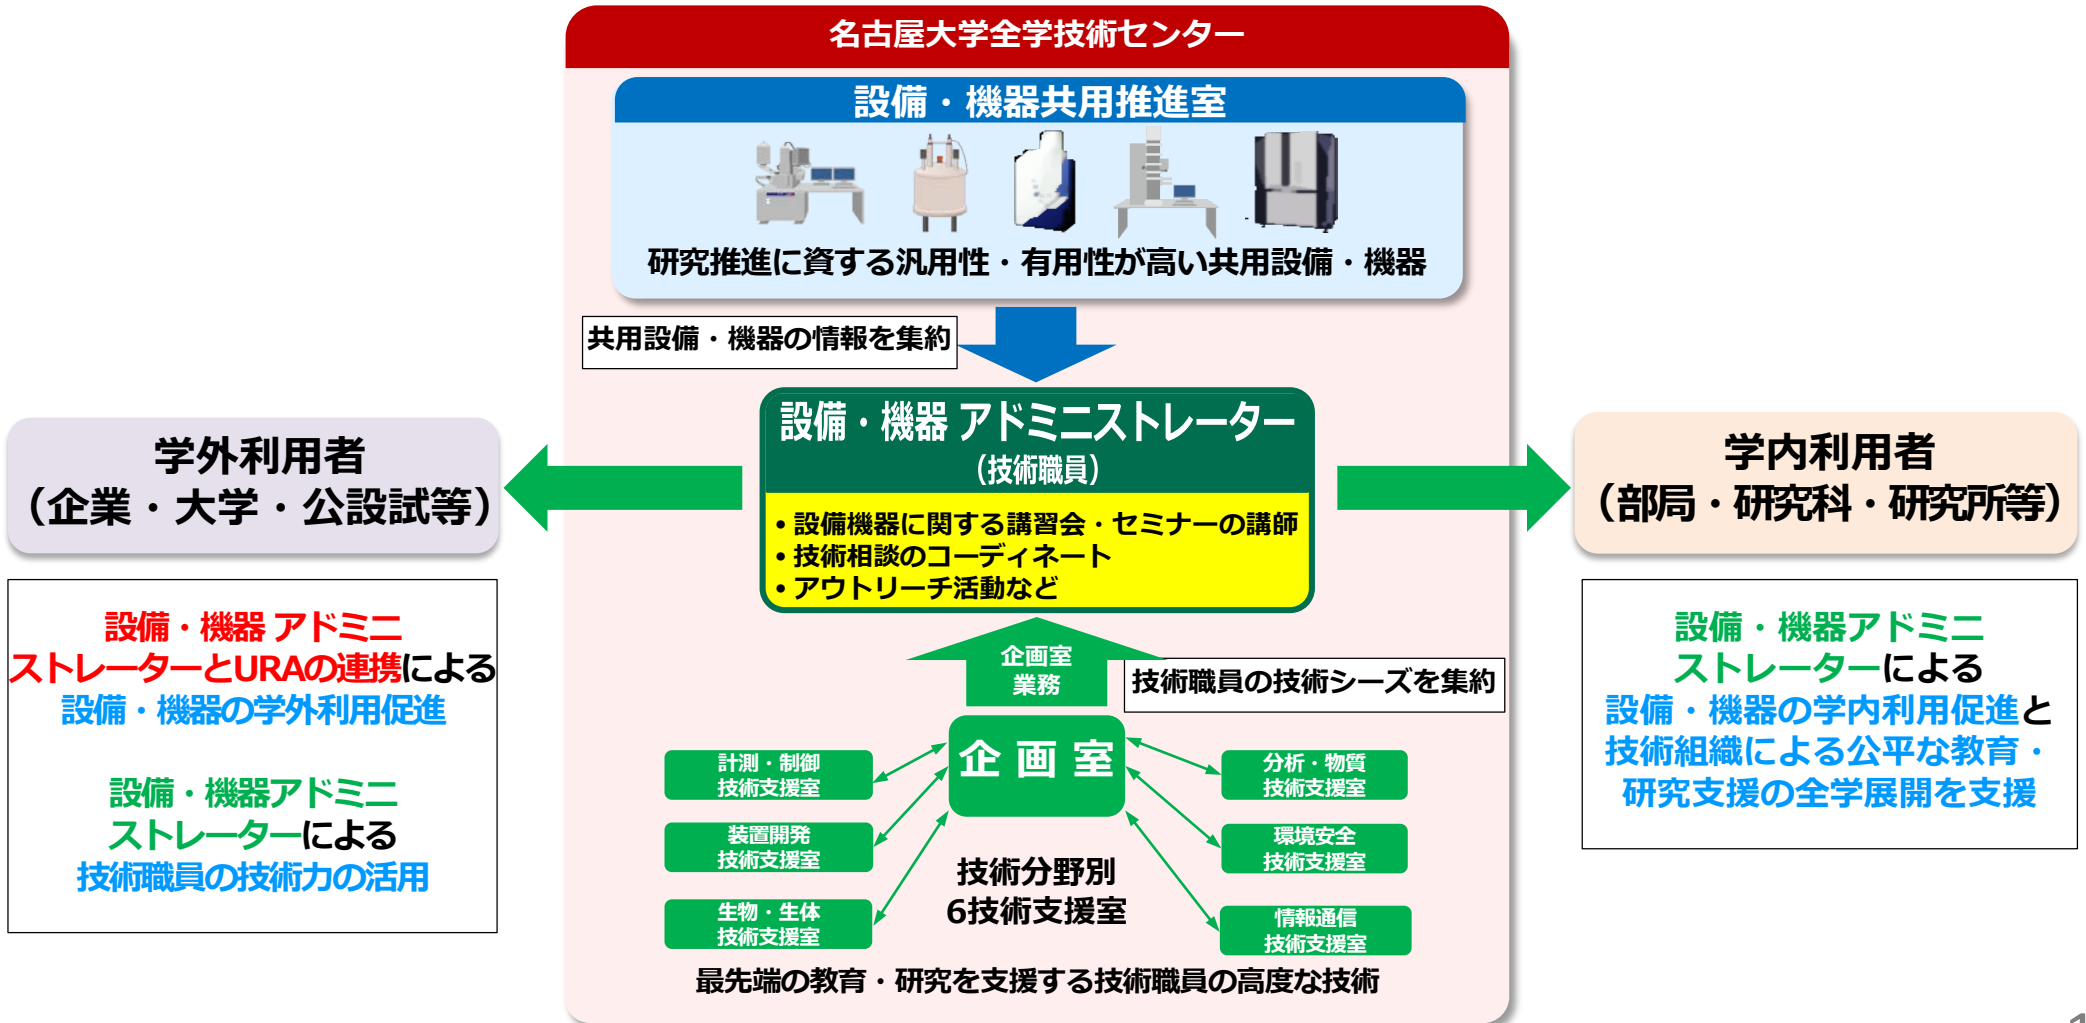 名古屋大学全学技術センター
設備・機器共用推進室
研究推進に資する汎用性・有用性が高い共用設備・機器
共用設備・機器の情報を集約
設備・機器 アドミニストレーター
(技術職員)
• 設備機器に関する講習会・セミナーの講師
• 技術相談のコーディネート
• アウトリーチ活動など
学外利用者
(企業・大学・公設試等)
設備・機器 アドミニ
ストレーターとURAの連携による
設備・機器の学外利用促進
設備・機器アドミニ
ストレーターによる
技術職員の技術力の活用
学内利用者
(部局・研究科・研究所等)
設備・機器アドミニ
ストレーターによる
設備・機器の学内利用促進と
技術組織による公平な教育・
研究支援の全学展開を支援
企画室
業務
技術職員の技術シーズを集約
企 画 室
計測・制御
技術支援室
装置開発
技術支援室
生物・生体
技術支援室
分析・物質
技術支援室
環境安全
技術支援室
情報通信
技術支援室
技術分野別
6技術支援室
最先端の教育・研究を支援する技術職員の高度な技術